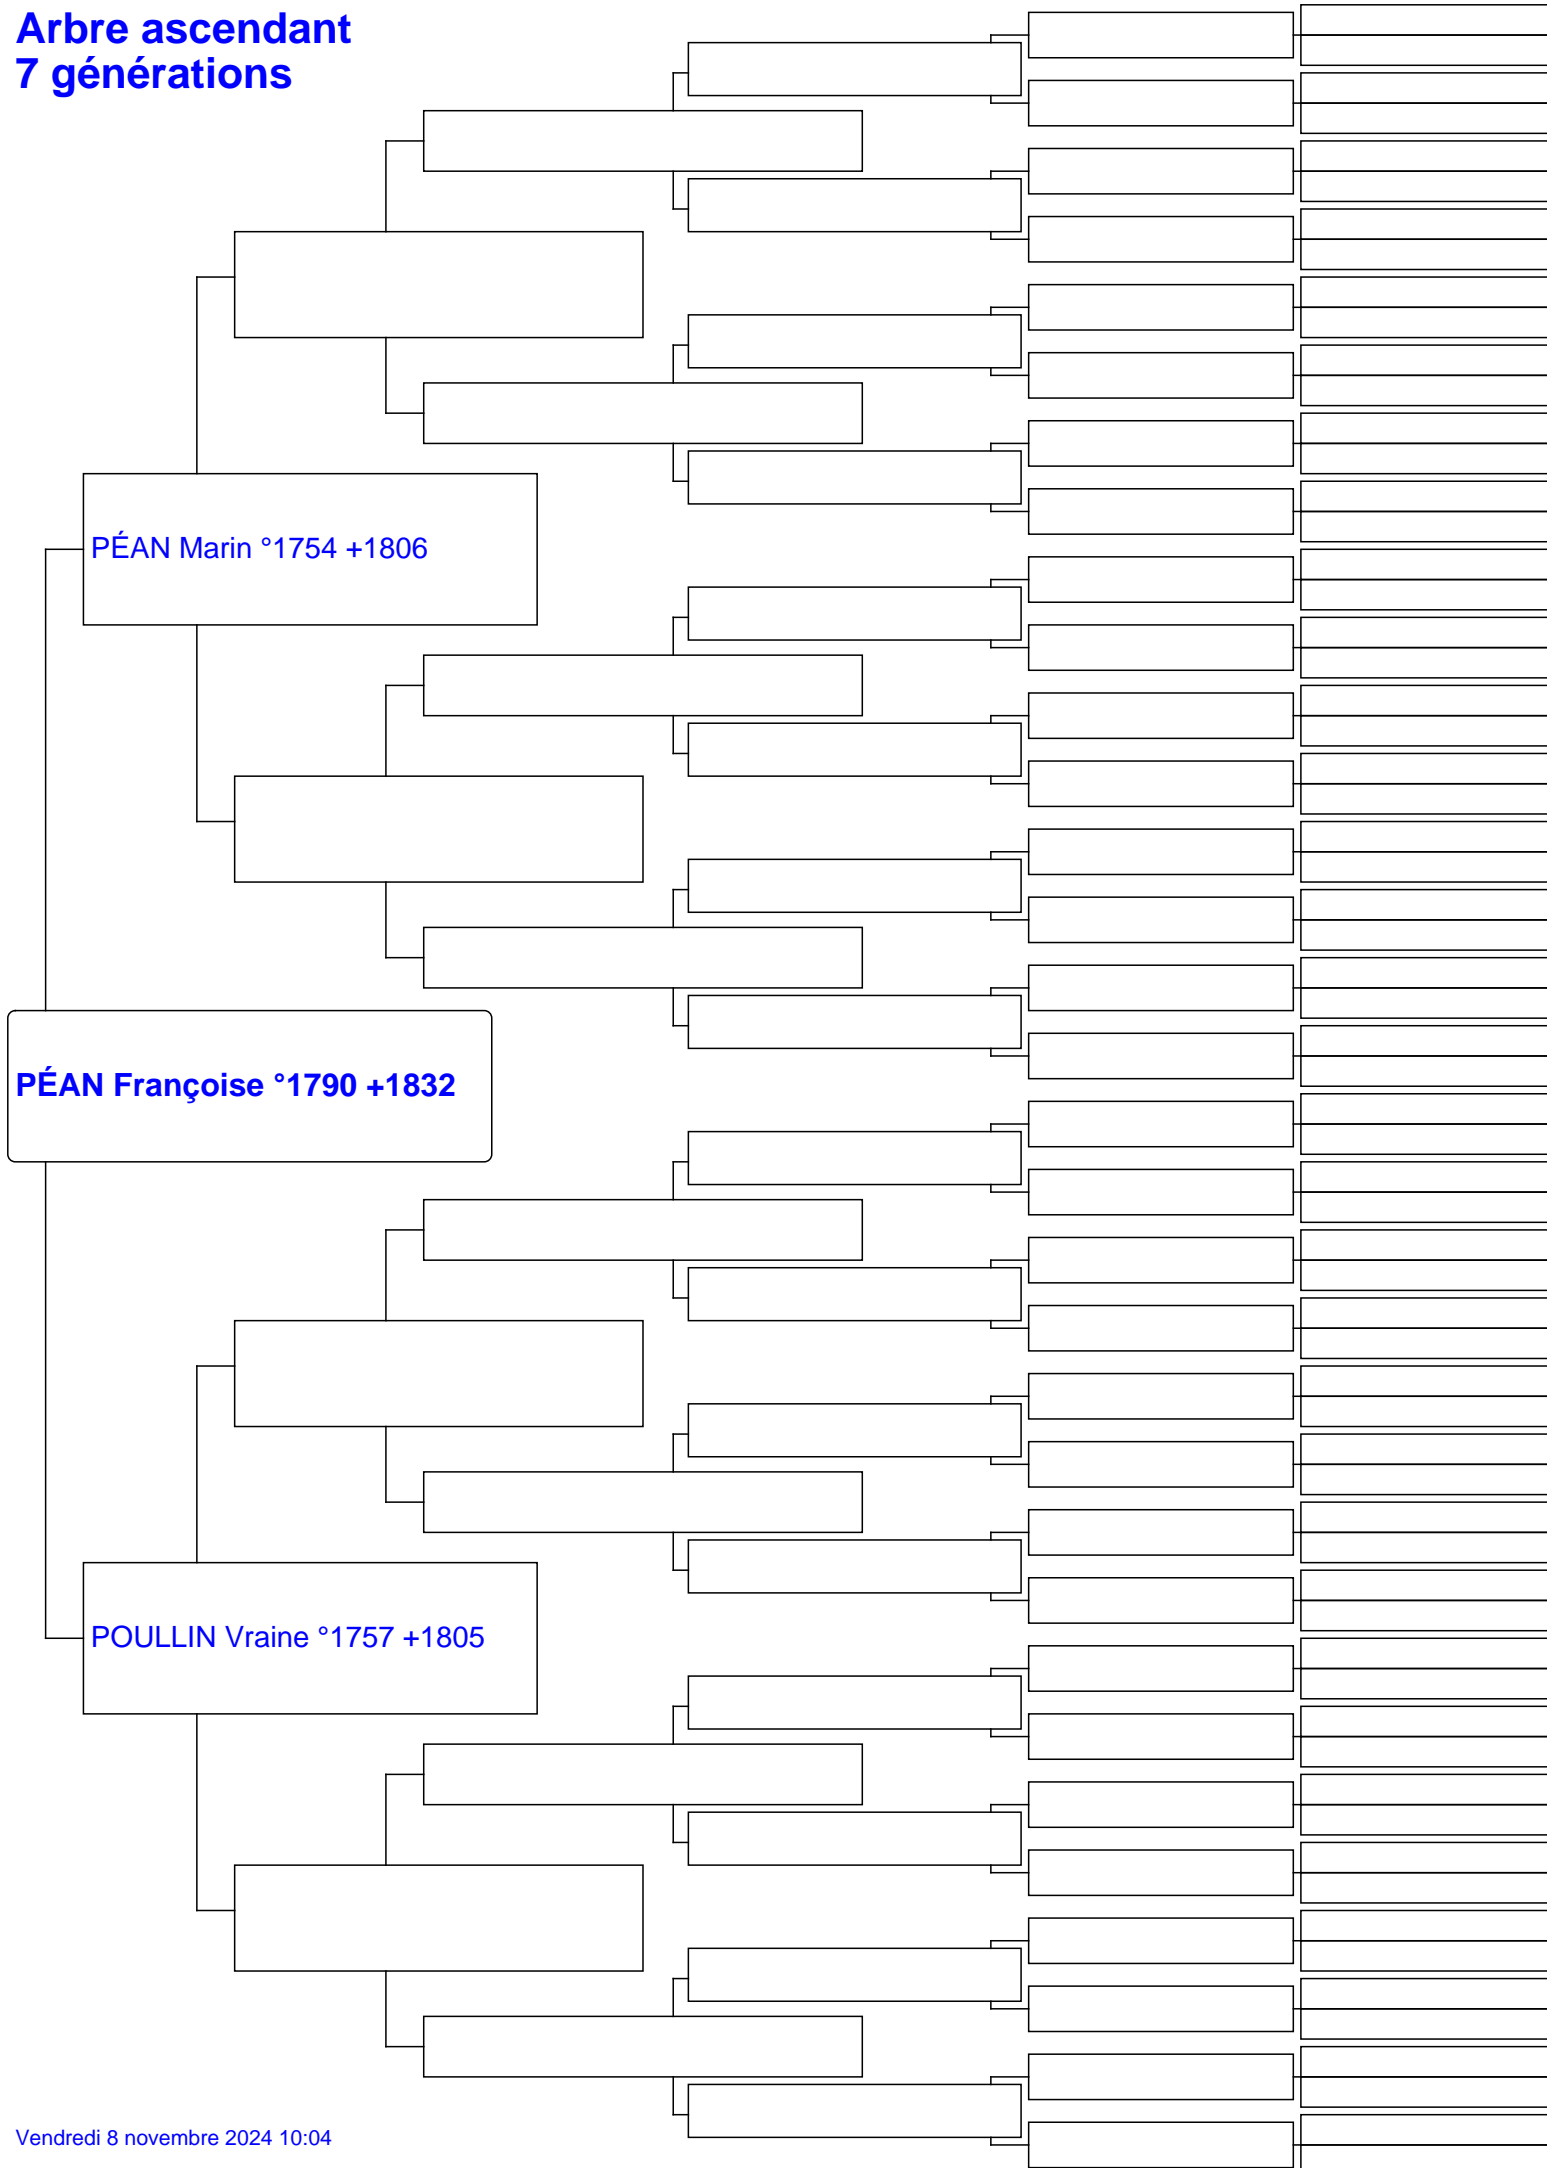 Arbre ascendant
7 générations
PÉAN Marin °1754 +1806
PÉAN Françoise °1790 +1832
POULLIN Vraine °1757 +1805
Vendredi 8 novembre 2024 10:04